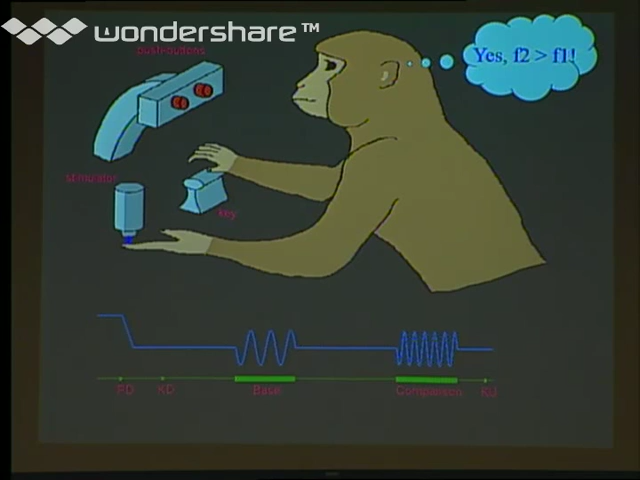 wondershare™
push-buttons
Yes, f2 > f1!
stimulator
key
PD
KD
Base
Comparison
KU